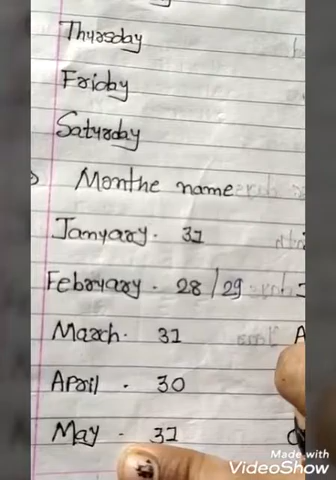 Thursday
Friday
Saturday
Monthe name
January. 31
February. 28/29
March. 31
April. 30
May - 31
Made with
VideoShow